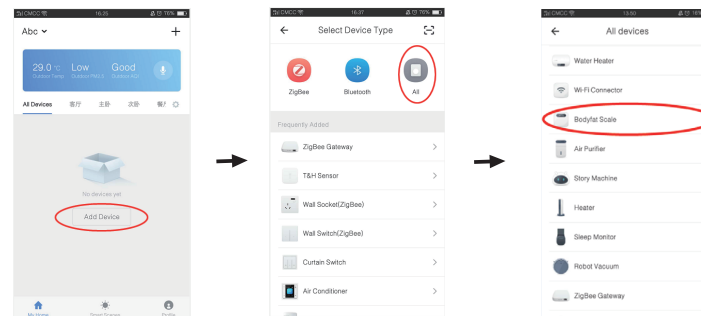 CMCC 16:35 76%
Abc
29.0 °C Low Good
Outdoor Temp Outdoor PM2.5 Outdoor AQI
All Devices 客厅 主卧 次卧
No devices yet
Add Device
My Home Smart Scenes Profile
CMCC 16:37 76%
Select Device Type
ZigBee Bluetooth All
Frequently Added
ZigBee Gateway
T&H Sensor
Wall Socket(ZigBee)
Wall Switch(ZigBee)
Curtain Switch
Air Conditioner
CMCC 13:50
All devices
Water Heater
Wi-Fi Connector
Bodyfat Scale
Air Purifier
Story Machine
Heater
Sleep Monitor
Robot Vacuum
ZigBee Gateway